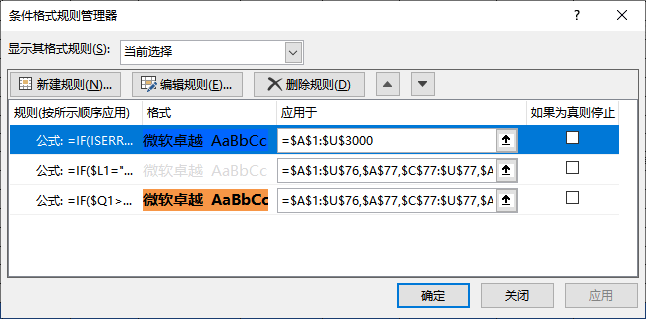 条件格式规则管理器
?
显示其格式规则(S):
当前选择
新建规则(N)...
编辑规则(E)...
删除规则(D)
规则(按所示顺序应用) 格式 应用于 如果为真则停止
公式: =IF(ISERR... 微软卓越 AaBbCc =$A$1:$U$3000
公式: =IF($L1="... 微软卓越 AaBbCc =$A$1:$U$76,$A$77,$C$77:$U$77,$A
公式: =IF($Q1>... 微软卓越 AaBbCc =$A$1:$U$76,$A$77,$C$77:$U$77,$A
确定 关闭 应用